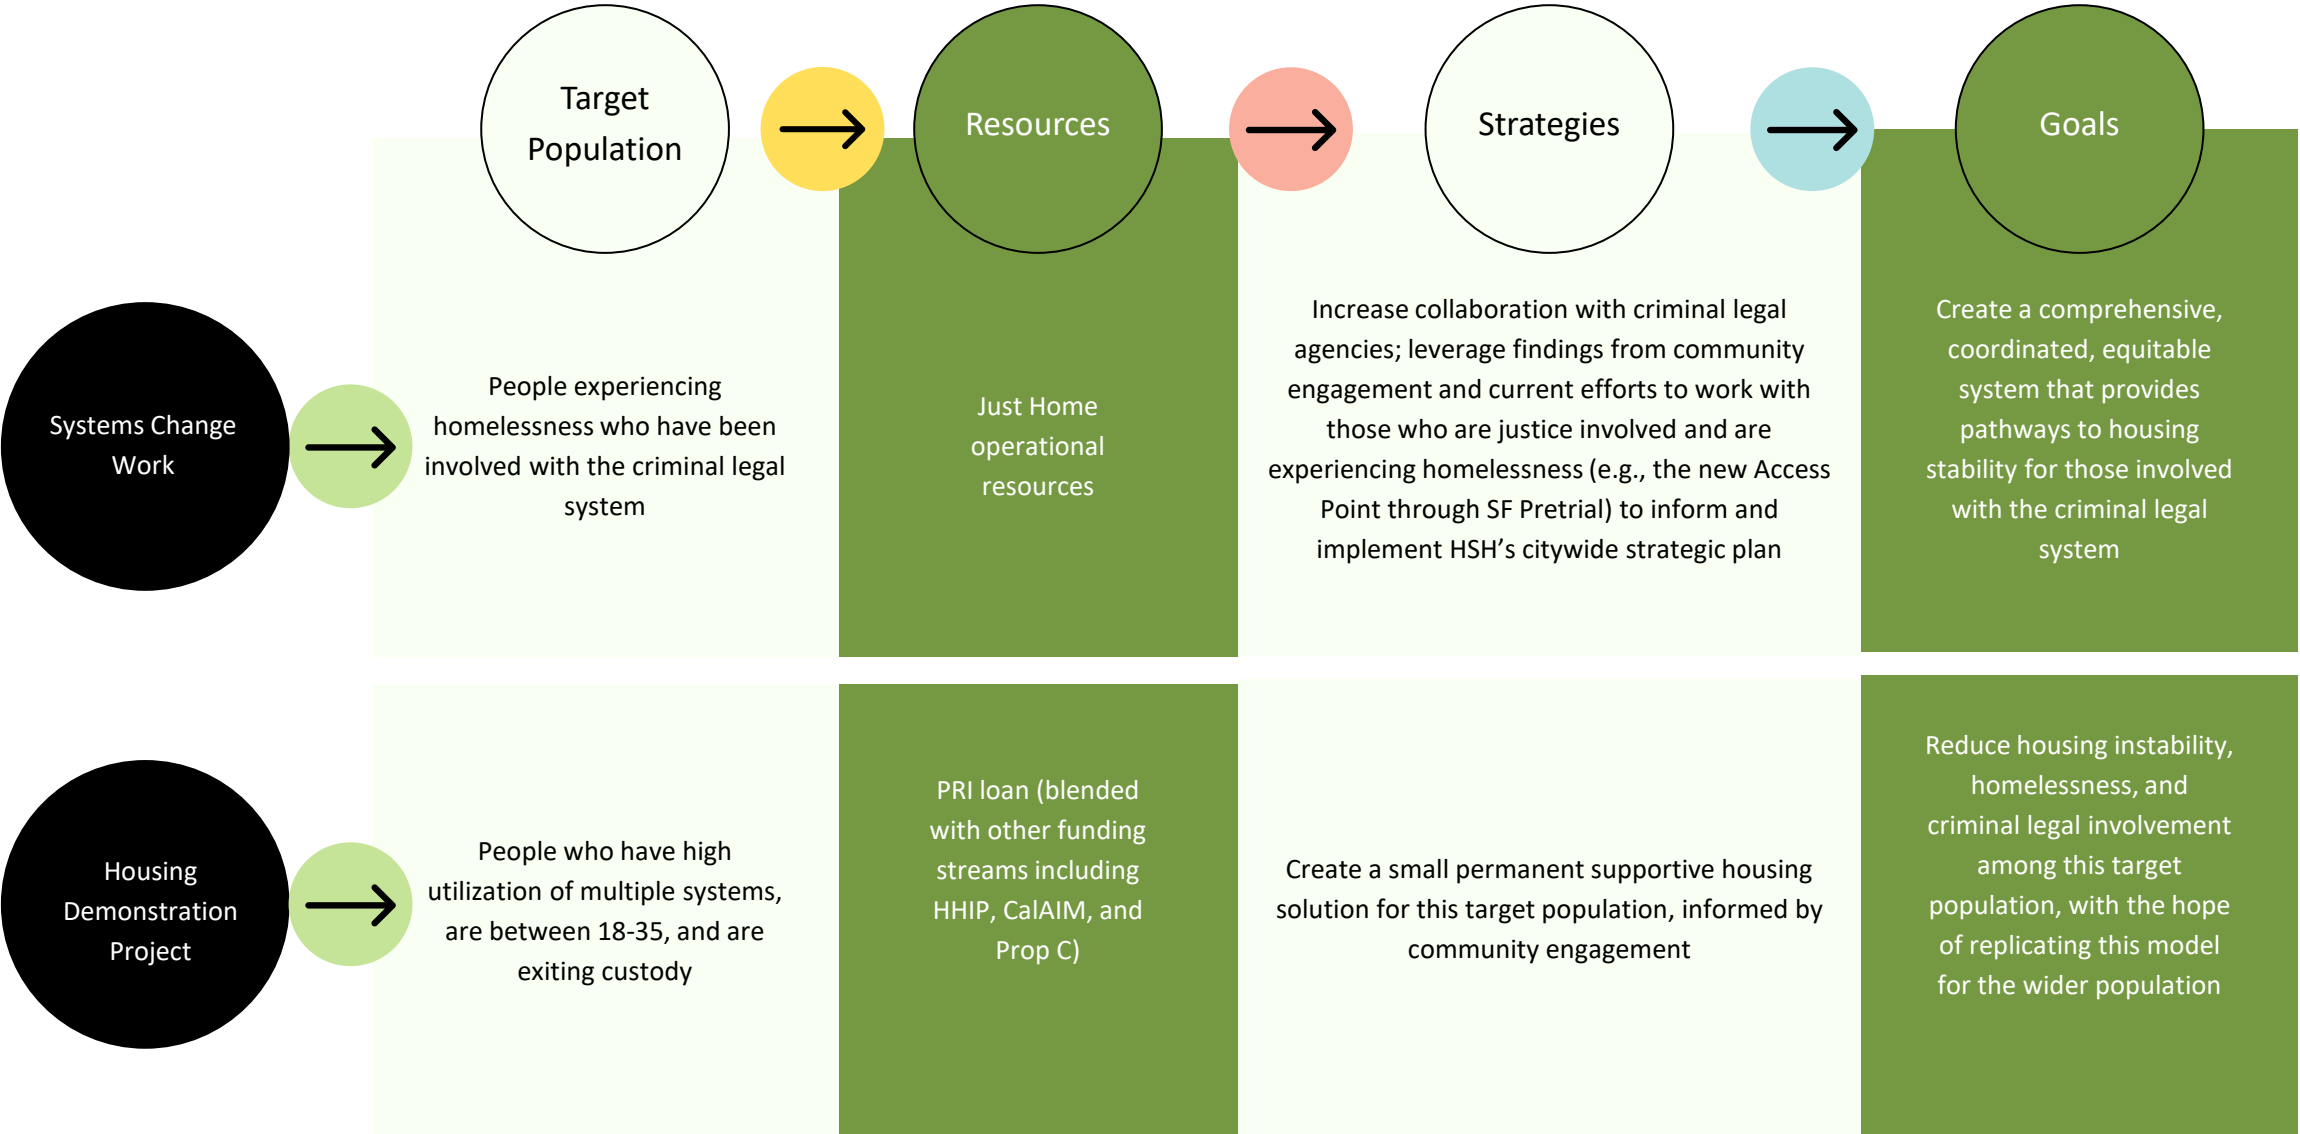 Target
Population
Resources
Strategies
Goals
Systems Change
Work
People experiencing
homelessness who have been
involved with the criminal legal
system
Just Home
operational
resources
Increase collaboration with criminal legal
agencies; leverage findings from community
engagement and current efforts to work with
those who are justice involved and are
experiencing homelessness (e.g., the new Access
Point through SF Pretrial) to inform and
implement HSH’s citywide strategic plan
Create a comprehensive,
coordinated, equitable
system that provides
pathways to housing
stability for those involved
with the criminal legal
system
Housing
Demonstration
Project
People who have high
utilization of multiple systems,
are between 18-35, and are
exiting custody
PRI loan (blended
with other funding
streams including
HHIP, CalAIM, and
Prop C)
Create a small permanent supportive housing
solution for this target population, informed by
community engagement
Reduce housing instability,
homelessness, and
criminal legal involvement
among this target
population, with the hope
of replicating this model
for the wider population